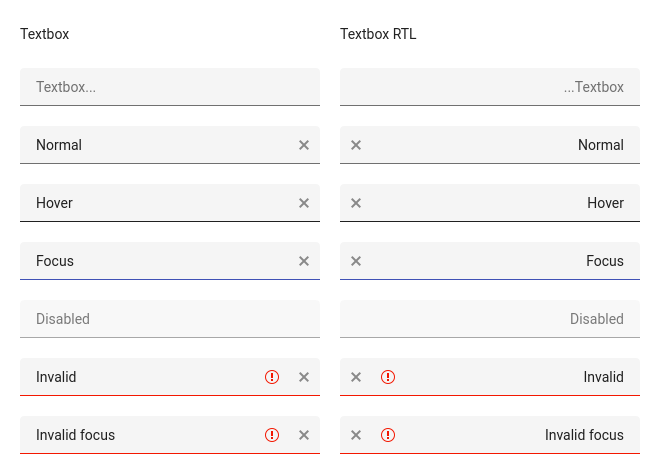 Textbox
Textbox RTL
Textbox...
...Textbox
Normal
Normal
Hover
Hover
Focus
Focus
Disabled
Disabled
Invalid
Invalid
Invalid focus
Invalid focus